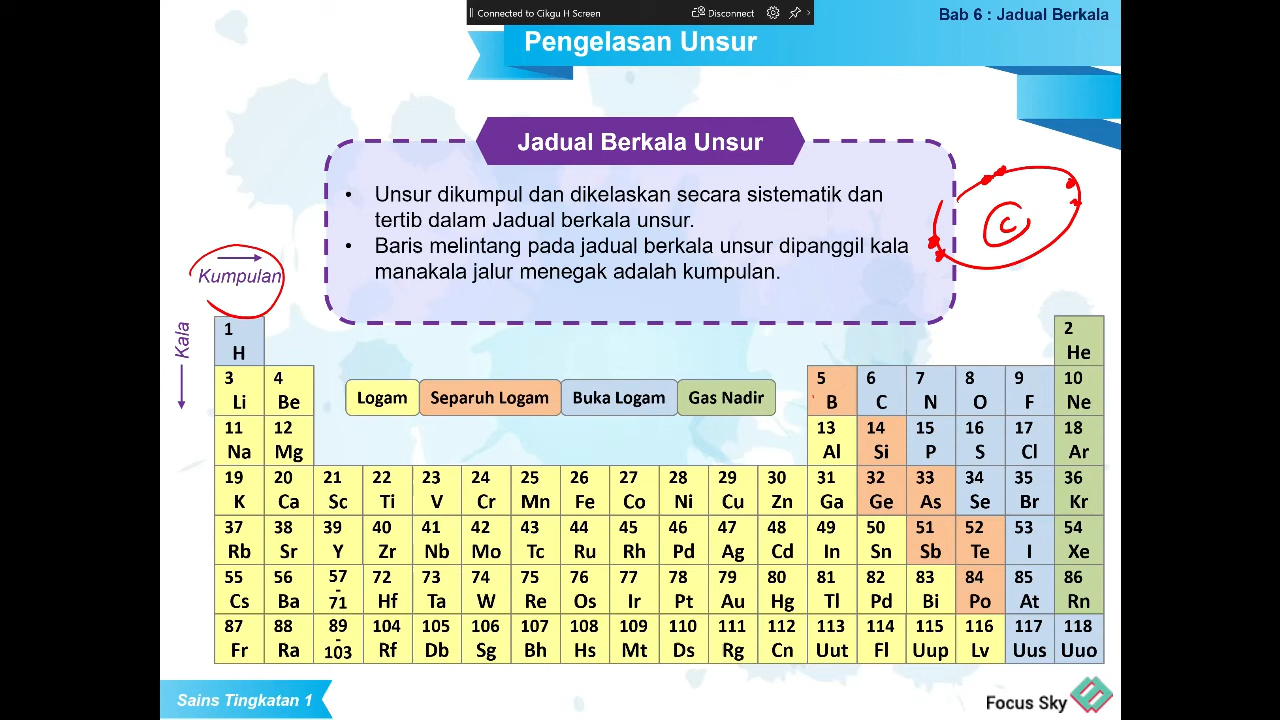 Connected to Cikgu H Screen
Disconnect
Bab 6 : Jadual Berkala
Pengelasan Unsur
Jadual Berkala Unsur
• Unsur dikumpul dan dikelaskan secara sistematik dan
tertib dalam Jadual berkala unsur.
• Baris melintang pada jadual berkala unsur dipanggil kala
manakala jalur menegak adalah kumpulan.
C
Kumpulan
Kala
1 2
H He
Logam Separuh Logam Buka Logam Gas Nadir
3 4 5 6 7 8 9 10
Li Be B C N O F Ne
11 12 13 14 15 16 17 18
Na Mg Al Si P S Cl Ar
19 20 21 22 23 24 25 26 27 28 29 30 31 32 33 34 35 36
K Ca Sc Ti V Cr Mn Fe Co Ni Cu Zn Ga Ge As Se Br Kr
37 38 39 40 41 42 43 44 45 46 47 48 49 50 51 52 53 54
Rb Sr Y Zr Nb Mo Tc Ru Rh Pd Ag Cd In Sn Sb Te I Xe
55 56 57 72 73 74 75 76 77 78 79 80 81 82 83 84 85 86
Cs Ba - 71 Hf Ta W Re Os Ir Pt Au Hg Tl Pd Bi Po At Rn
87 88 89 104 105 106 107 108 109 110 111 112 113 114 115 116 117 118
Fr Ra - 103 Rf Db Sg Bh Hs Mt Ds Rg Cn Uut Fl Uup Lv Uus Uuo
Sains Tingkatan 1
Focus Sky